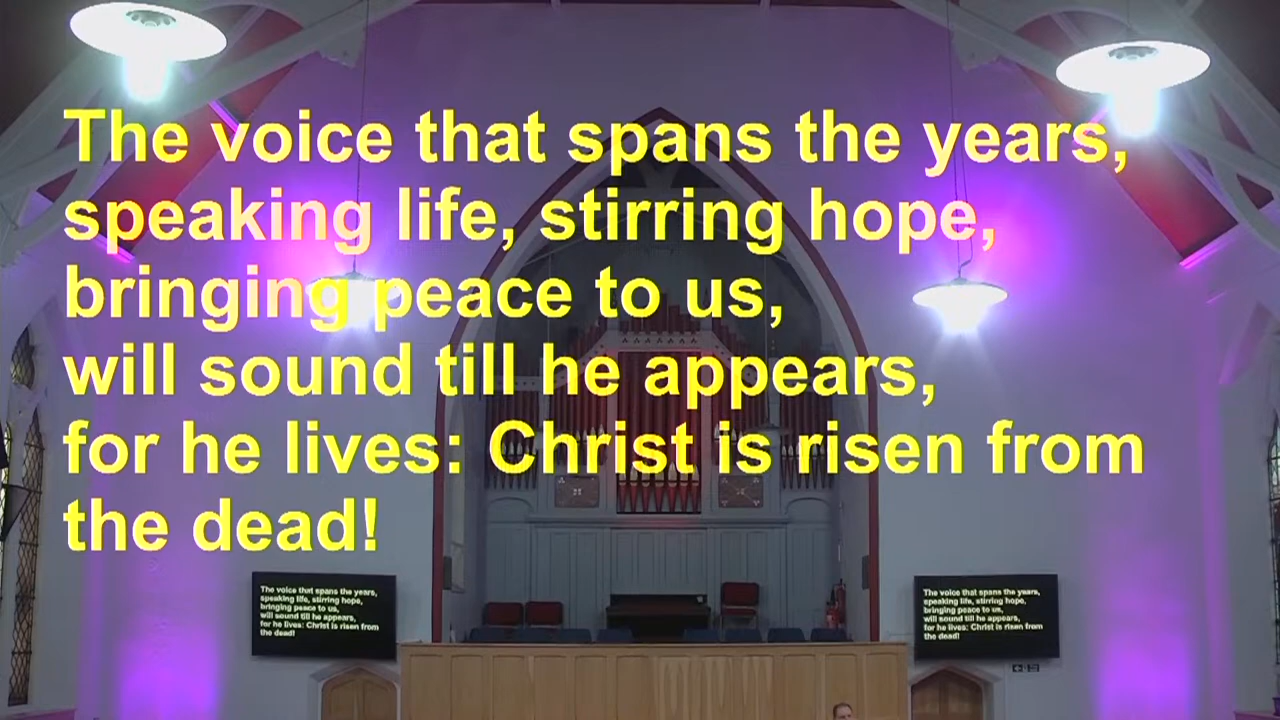 The voice that spans the years,
speaking life, stirring hope,
bringing peace to us,
will sound till he appears,
for he lives: Christ is risen from
the dead!
The voice that spans the years,
speaking life, stirring hope,
bringing peace to us,
will sound till he appears,
for he lives: Christ is risen from
the dead!
The voice that spans the years,
speaking life, stirring hope,
bringing peace to us,
will sound till he appears,
for he lives: Christ is risen from
the dead!